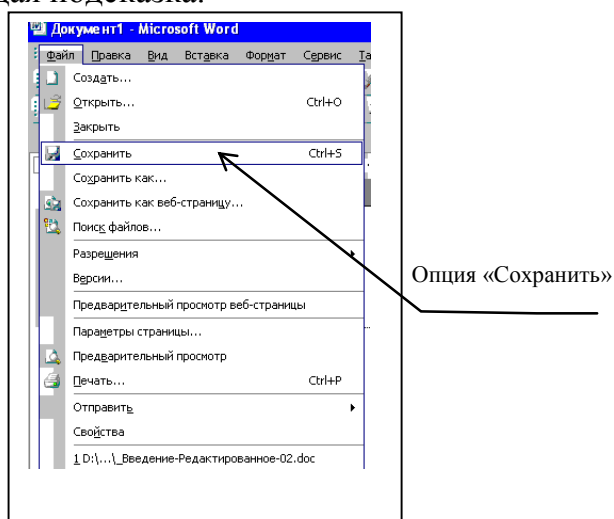 щая подсказка.
Документ1 - Microsoft Word
Файл Правка Вид Вставка Формат Сервис Та
Создать...
Открыть... Ctrl+O
Закрыть
Сохранить Ctrl+S
Сохранить как...
Сохранить как веб-страницу...
Поиск файлов...
Разрешения
Версии...
Опция «Сохранить»
Предварительный просмотр веб-страницы
Параметры страницы...
Предварительный просмотр
Печать... Ctrl+P
Отправить
Свойства
1 D:\...\_Введение-Редактированное-02.doc